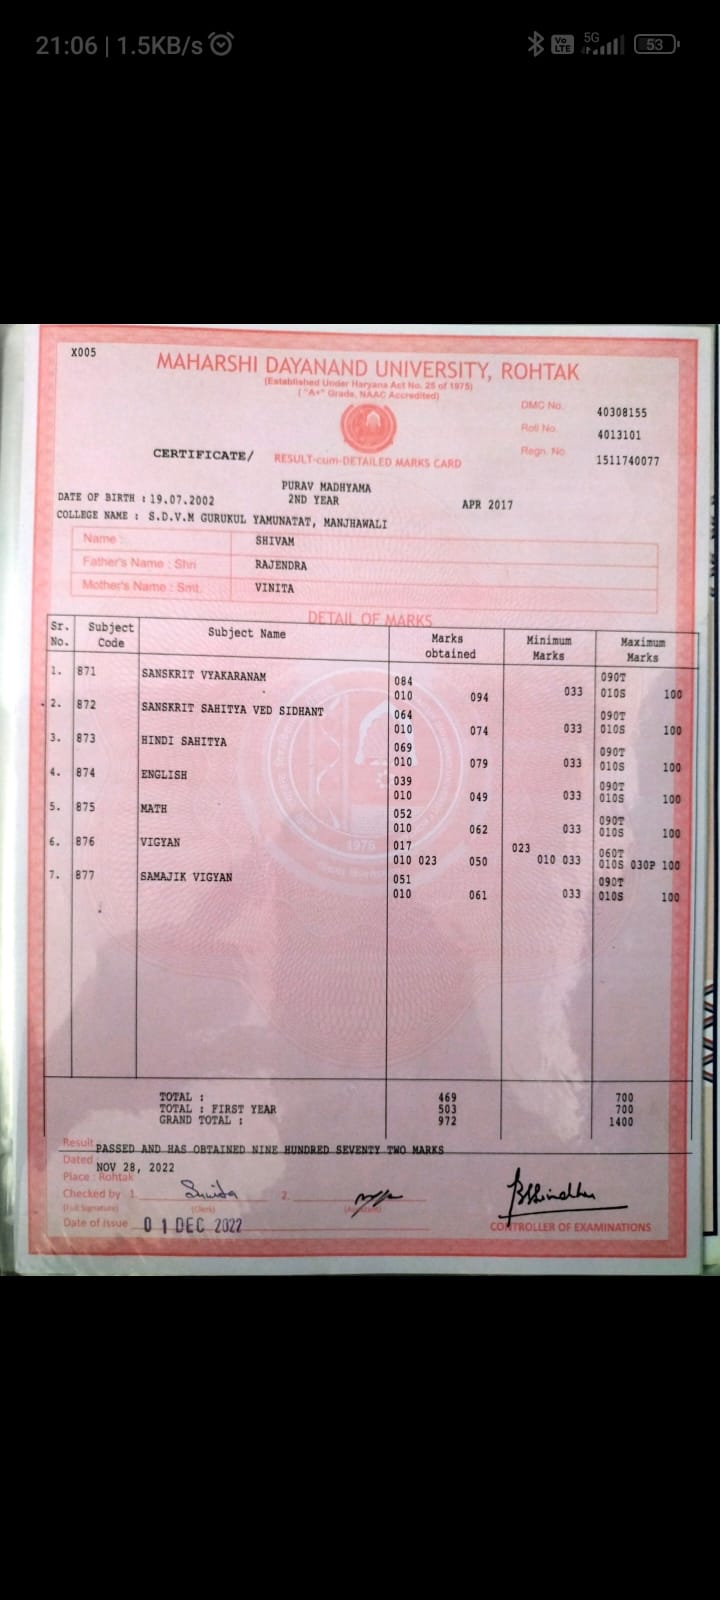 21:06 | 1.5KB/s
Vo LTE 5G 53
X005
MAHARSHI DAYANAND UNIVERSITY, ROHTAK
(Established Under Haryana Act No. 25 of 1975)
("A+" Grade, NAAC Accredited)
DMC No. 40308155
Roll No. 4013101
Regn. No. 1511740077
CERTIFICATE/ RESULT-cum-DETAILED MARKS CARD
PURAV MADHYAMA
DATE OF BIRTH : 19.07.2002 2ND YEAR APR 2017
COLLEGE NAME : S.D.V.M GURUKUL YAMUNATAT, MANJHAWALI
Name : SHIVAM
Father's Name : Shri RAJENDRA
Mother's Name : Smt. VINITA
DETAIL OF MARKS
Sr. No. Subject Code Subject Name Marks obtained Minimum Marks Maximum Marks
1. 871 SANSKRIT VYAKARANAM 084 090T
010 094 033 010S 100
2. 872 SANSKRIT SAHITYA VED SIDHANT 064 090T
010 074 033 010S 100
3. 873 HINDI SAHITYA 069 090T
010 079 033 010S 100
4. 874 ENGLISH 039 090T
010 049 033 010S 100
5. 875 MATH 052 090T
010 062 033 010S 100
6. 876 VIGYAN 017 023 060T
010 023 050 010 033 010S 030P 100
7. 877 SAMAJIK VIGYAN 051 090T
010 061 033 010S 100
1976
TOTAL : 469 700
TOTAL : FIRST YEAR 503 700
GRAND TOTAL : 972 1400
Result PASSED AND HAS OBTAINED NINE HUNDRED SEVENTY TWO MARKS
Dated NOV 28, 2022
Place : Rohtak
Checked by 1. Sunita 2.
(Full Signature) (Clerk) (Assistant)
Date of issue 01 DEC 2022
CONTROLLER OF EXAMINATIONS